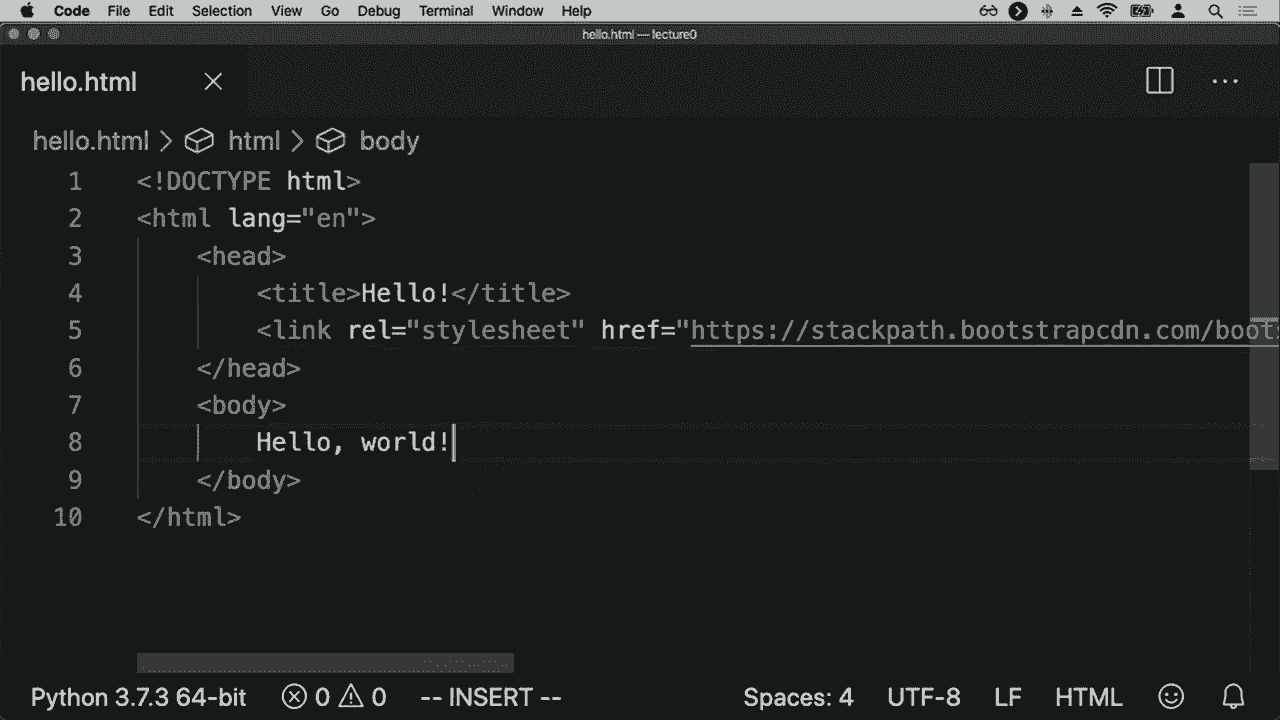 Code File Edit Selection View Go Debug Terminal Window Help
hello.html — lecture0
hello.html
hello.html > html > body
1 <!DOCTYPE html>
2 <html lang="en">
3 <head>
4 <title>Hello!</title>
5 <link rel="stylesheet" href="https://stackpath.bootstrapcdn.com/boot
6 </head>
7 <body>
8 Hello, world!
9 </body>
10 </html>
Python 3.7.3 64-bit 0 0 -- INSERT -- Spaces: 4 UTF-8 LF HTML